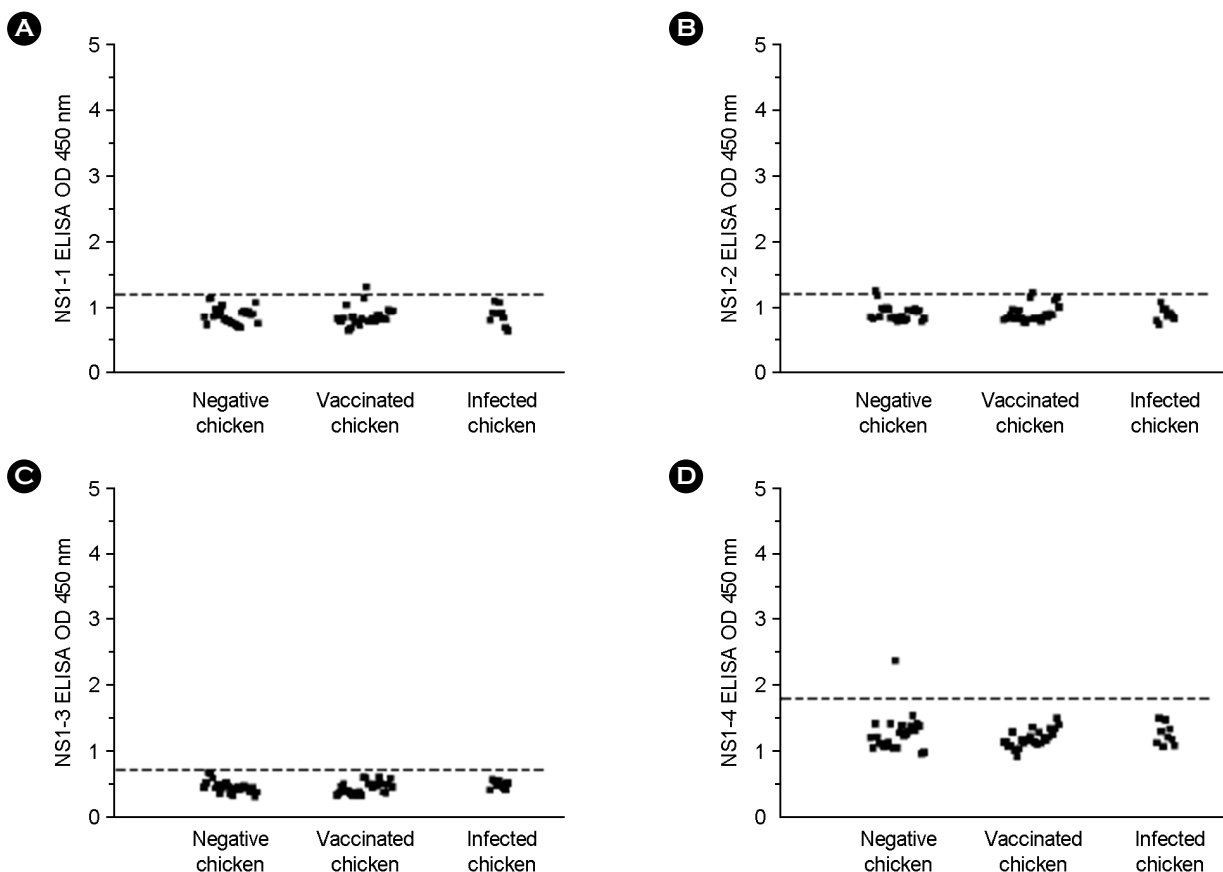 A
NS1-1 ELISA OD 450 nm
5
4
3
2
1
0
Negative
chicken
Vaccinated
chicken
Infected
chicken
B
NS1-2 ELISA OD 450 nm
5
4
3
2
1
0
Negative
chicken
Vaccinated
chicken
Infected
chicken
C
NS1-3 ELISA OD 450 nm
5
4
3
2
1
0
Negative
chicken
Vaccinated
chicken
Infected
chicken
D
NS1-4 ELISA OD 450 nm
5
4
3
2
1
0
Negative
chicken
Vaccinated
chicken
Infected
chicken